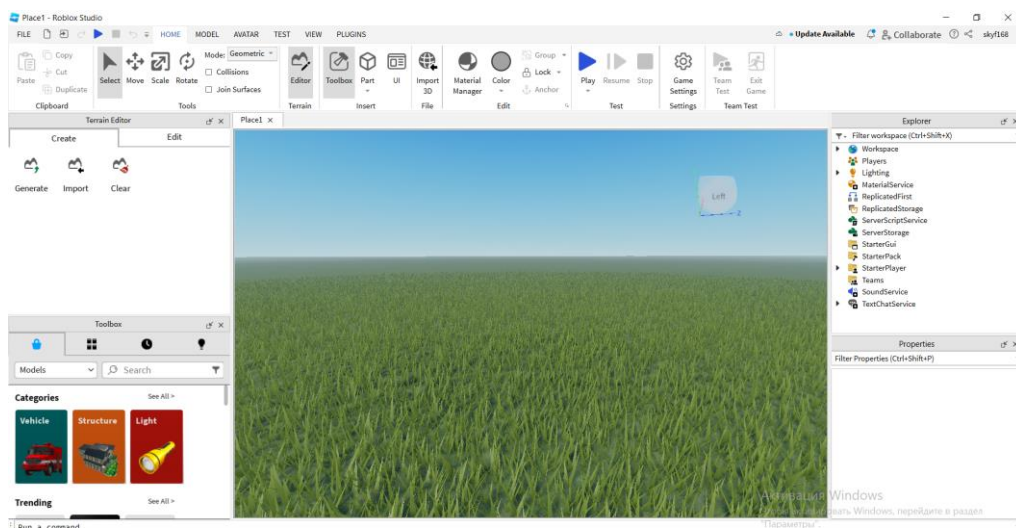 Place1 - Roblox Studio
FILE HOME MODEL AVATAR TEST VIEW PLUGINS Update Available Collaborate skyf168
Paste Copy Cut Duplicate Select Move Scale Rotate Mode: Geometric Collisions Join Surfaces Editor Toolbox Part UI Import 3D Material Manager Color Group Lock Anchor Play Resume Stop Game Settings Team Test Exit Game
Clipboard Tools Terrain Insert File Edit Test Settings Team Test
Terrain Editor
Create Edit
Generate Import Clear
Toolbox
Models Search
Categories See All >
Vehicle Structure Light
Trending See All >
Run a command
Place1
Left
Z
Explorer
Filter workspace (Ctrl+Shift+X)
Workspace
Players
Lighting
MaterialService
ReplicatedFirst
ReplicatedStorage
ServerScriptService
ServerStorage
StarterGui
StarterPack
StarterPlayer
Teams
SoundService
TextChatService
Properties
Filter Properties (Ctrl+Shift+P)
Активация Windows
Windows, перейдите в раздел
"Параметры".